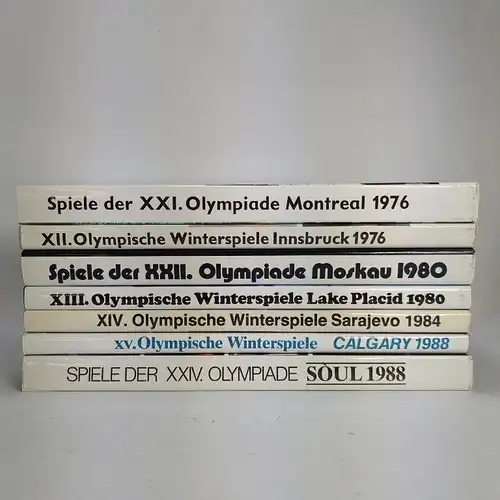 Spiele der XXI. Olympiade Montreal 1976
XII. Olympische Winterspiele Innsbruck 1976
Spiele der XXII. Olympiade Moskau 1980
XIII. Olympische Winterspiele Lake Placid 1980
XIV. Olympische Winterspiele Sarajevo 1984
XV. Olympische Winterspiele CALGARY 1988
SPIELE DER XXIV. OLYMPIADE SÖUL 1988